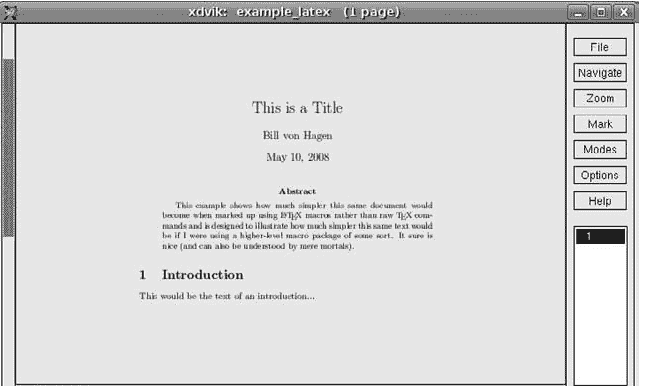 xdvik: example_latex (1 page)
File
Navigate
Zoom
Mark
Modes
Options
Help
1
This is a Title
Bill von Hagen
May 10, 2008
Abstract
This example shows how much simpler this same document would
become when marked up using LATEX macros rather than raw TEX com-
mands and is designed to illustrate how much simpler this same text would
be if I were using a higher-level macro package of some sort. It sure is
nice (and can also be understood by mere mortals).
1 Introduction
This would be the text of an introduction...